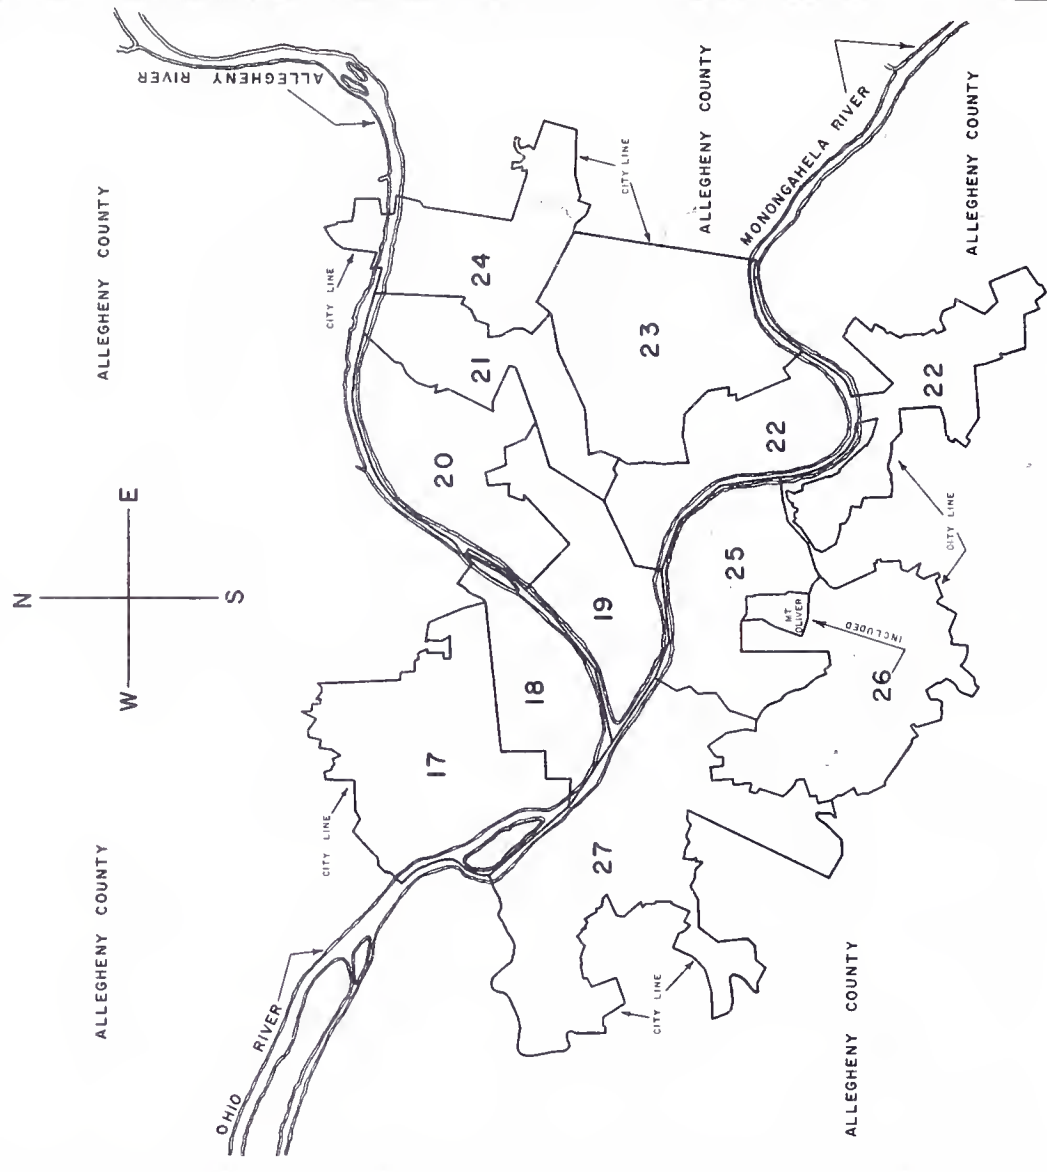 ALLEGHENY COUNTY
ALLEGHENY RIVER
MONONGAHELA RIVER
ALLEGHENY COUNTY
ALLEGHENY COUNTY
ALLEGHENY COUNTY
CITY LINE
CITY LINE
24
23
21
22
22
20
N
E
S
W
25
CITY LINE
19
MT
OLIVER
INCLUDED
26
18
17
CITY LINE
27
CITY LINE
ALLEGHENY COUNTY
ALLEGHENY COUNTY
OHIO RIVER